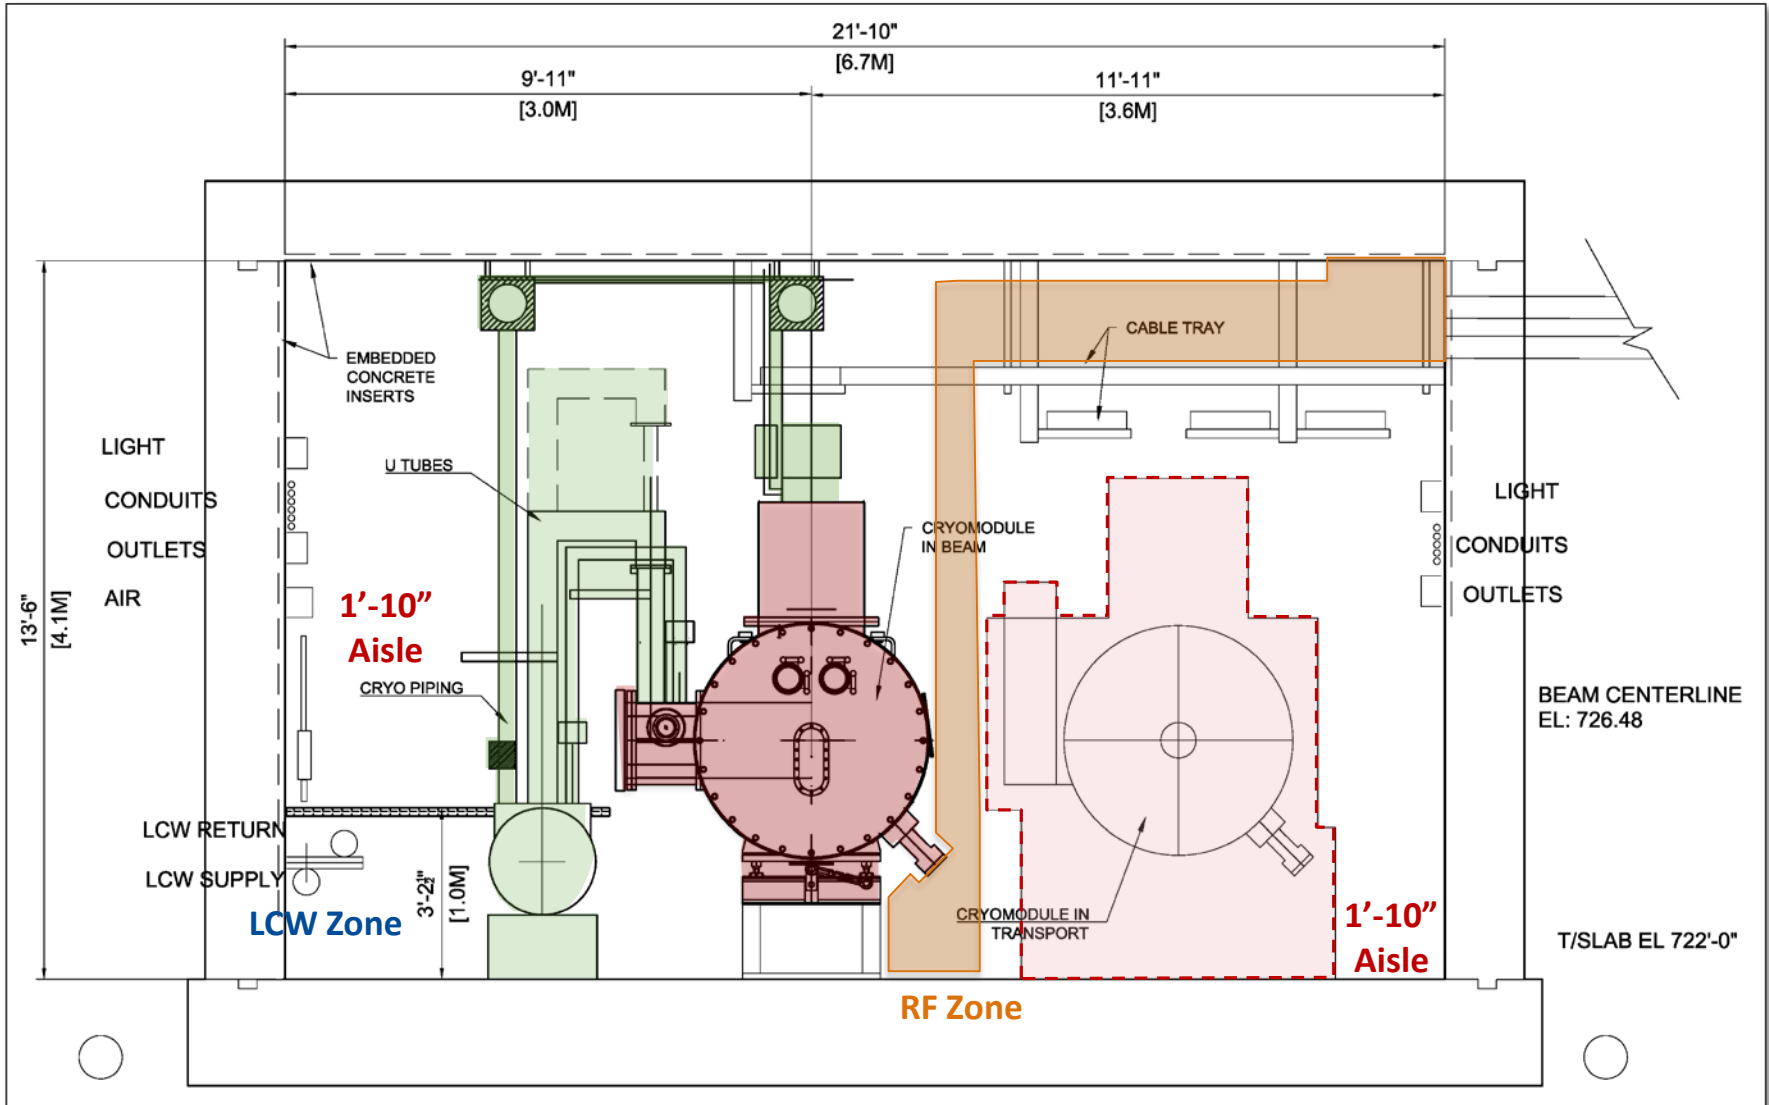 21'-10"
[6.7M]
9'-11"
[3.0M]
11'-11"
[3.6M]
13'-6"
[4.1M]
EMBEDDED
CONCRETE
INSERTS
CABLE TRAY
LIGHT
CONDUITS
OUTLETS
AIR
U TUBES
1'-10”
Aisle
CRYO PIPING
CRYOMODULE
IN BEAM
LIGHT
CONDUITS
OUTLETS
BEAM CENTERLINE
EL: 726.48
LCW RETURN
LCW SUPPLY
LCW Zone
3'-2½"
[1.0M]
CRYOMODULE IN
TRANSPORT
1'-10”
Aisle
T/SLAB EL 722'-0"
RF Zone